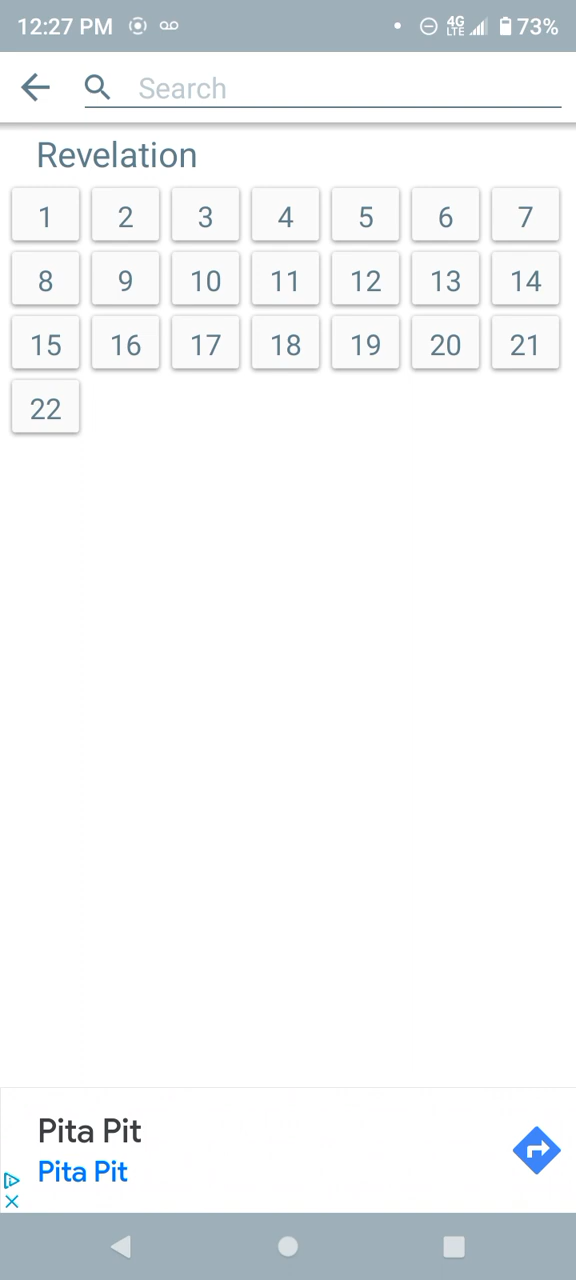 12:27 PM 4G LTE 73%
Search
Revelation
1 2 3 4 5 6 7
8 9 10 11 12 13 14
15 16 17 18 19 20 21
22
Pita Pit
Pita Pit